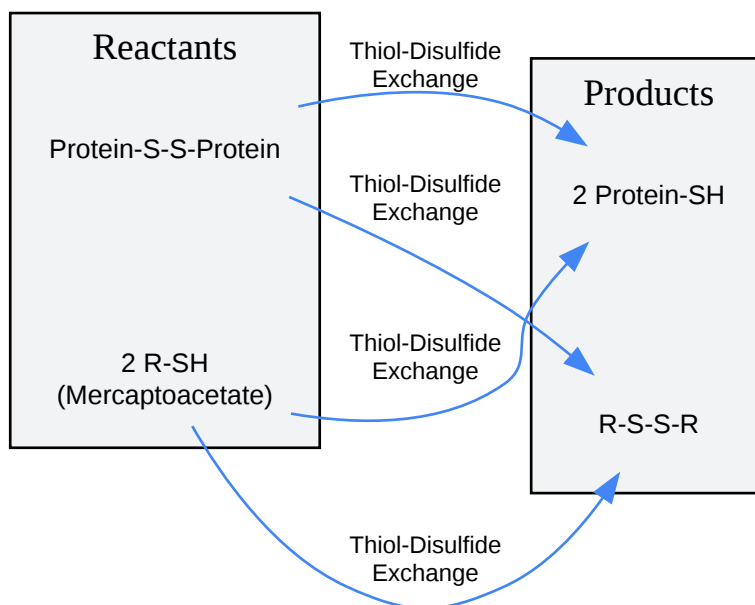 Reactants
Protein-S-S-Protein
2 R-SH
(Mercaptoacetate)
Thiol-Disulfide
Exchange
Thiol-Disulfide
Exchange
Thiol-Disulfide
Exchange
Thiol-Disulfide
Exchange
Products
2 Protein-SH
R-S-S-R